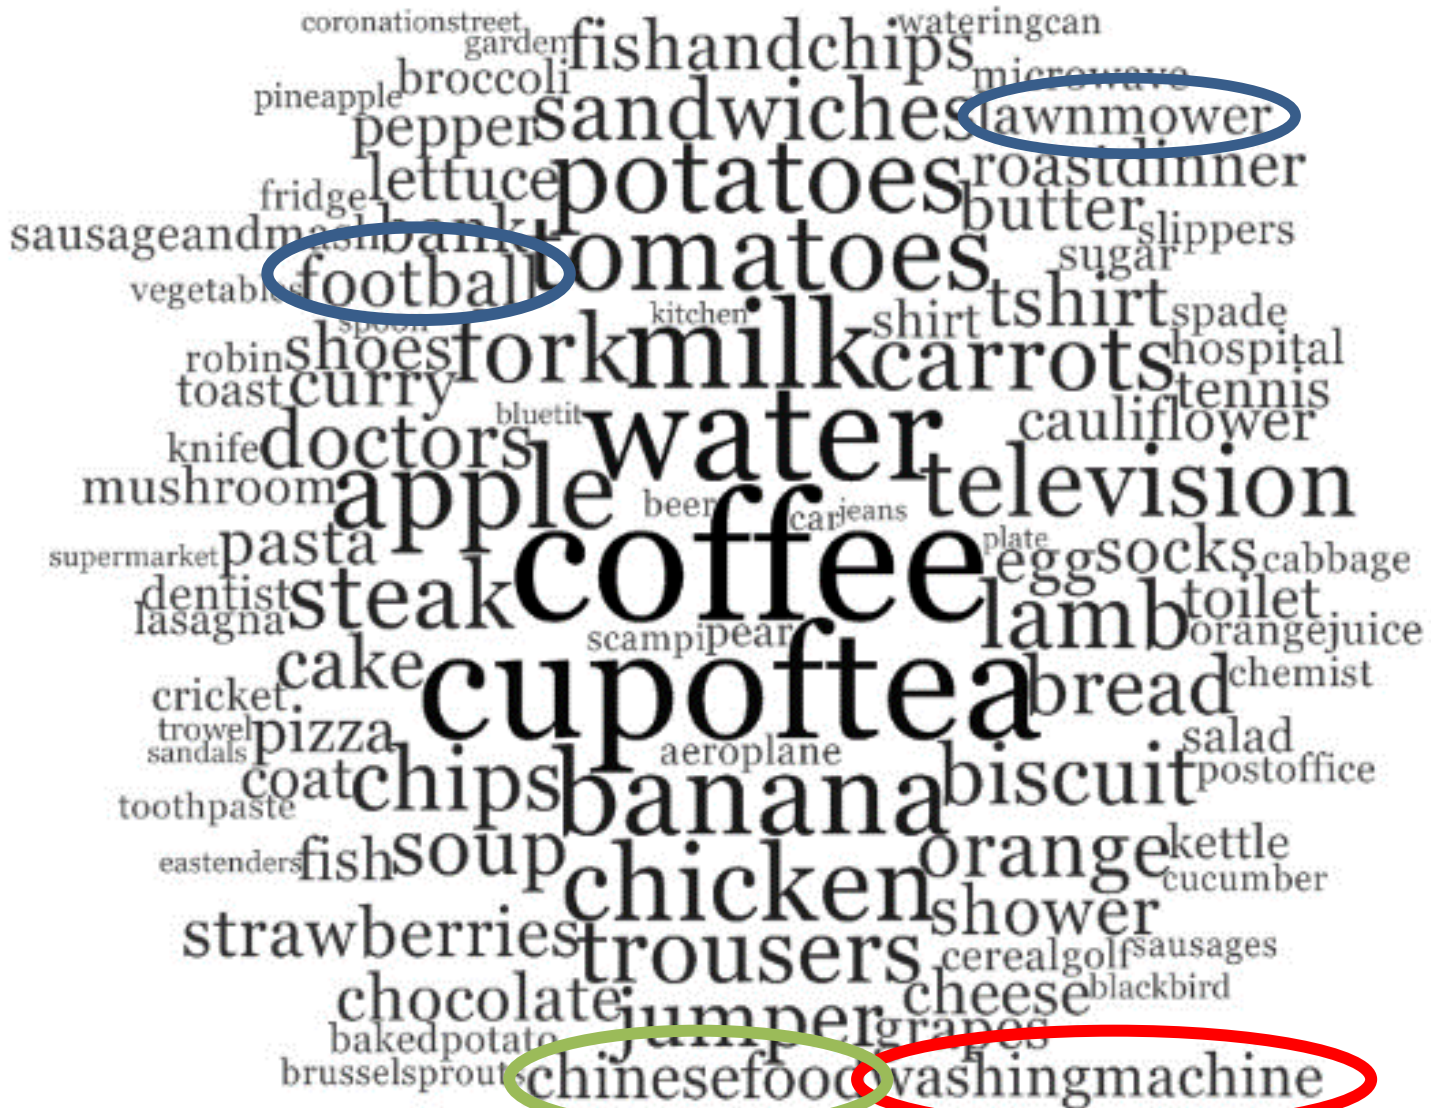 coronationstreet wateringcan
garden fishandchips
broccoli microwave
pineapple sandwiches lawnmower
pepper
potatoes roastdinner
fridge lettuce butter
sausageandmash bank slippers
tomatoes sugar
vegetables football tshirt
spoon kitchen shirt spade
robin shoes fork milk carrots hospital
toast curry tennis
bluetit water cauliflower
knife doctors
mushroom apple television
beer car jeans
supermarket pasta coffee plate egg socks cabbage
dentist steak lamb toilet
lasagna scampi pear orangejuice
cake cupoftea bread chemist
cricket
trowel pizza salad
sandals aeroplane
coat chips banana biscuit postoffice
toothpaste
eastenders fish soup orange kettle
chicken cucumber
shower
strawberries trousers cereal golf sausages
chocolate cheese blackbird
jumper grapes
bakedpotato
brusselsprouts chinesefood washingmachine